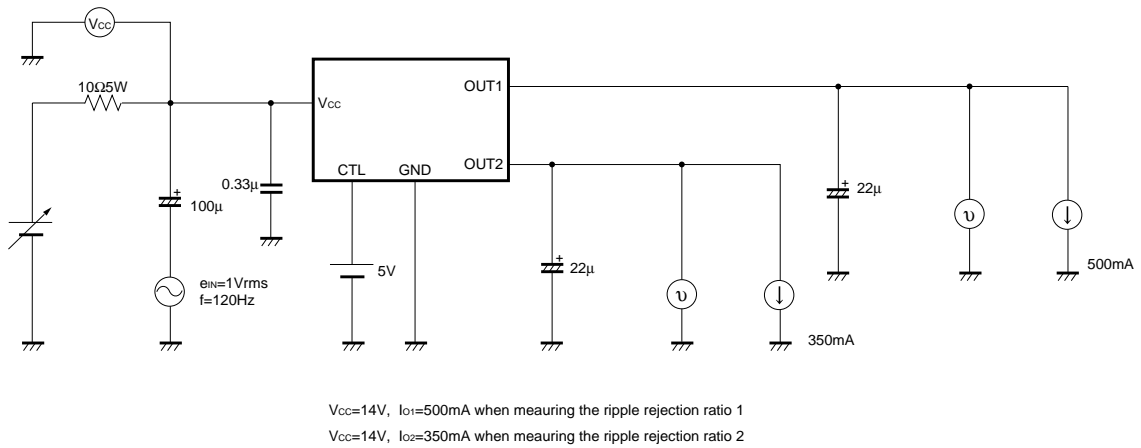 Vcc
10Ω5W
OUT1
Vcc
OUT2
CTL GND
0.33μ
+
22μ
+
100μ
υ
↓
+
5V
22μ
500mA
eIN=1Vrms
f=120Hz
υ
↓
350mA
Vcc=14V, Io1=500mA when meauring the ripple rejection ratio 1
Vcc=14V, Io2=350mA when meauring the ripple rejection ratio 2